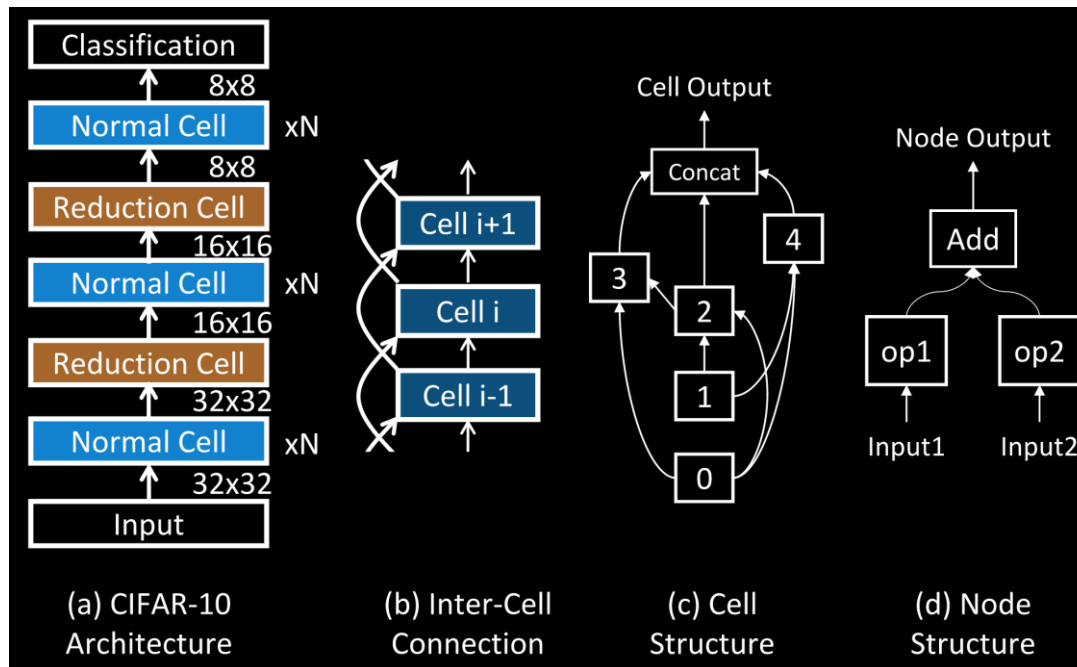 Classification
8x8
Normal Cell
xN
8x8
Reduction Cell
16x16
Normal Cell
xN
16x16
Reduction Cell
32x32
Normal Cell
xN
32x32
Input
(a) CIFAR-10
Architecture
Cell i+1
Cell i
Cell i-1
(b) Inter-Cell
Connection
Cell Output
Concat
4
3
2
1
0
(c) Cell
Structure
Node Output
Add
op1
op2
Input1
Input2
(d) Node
Structure